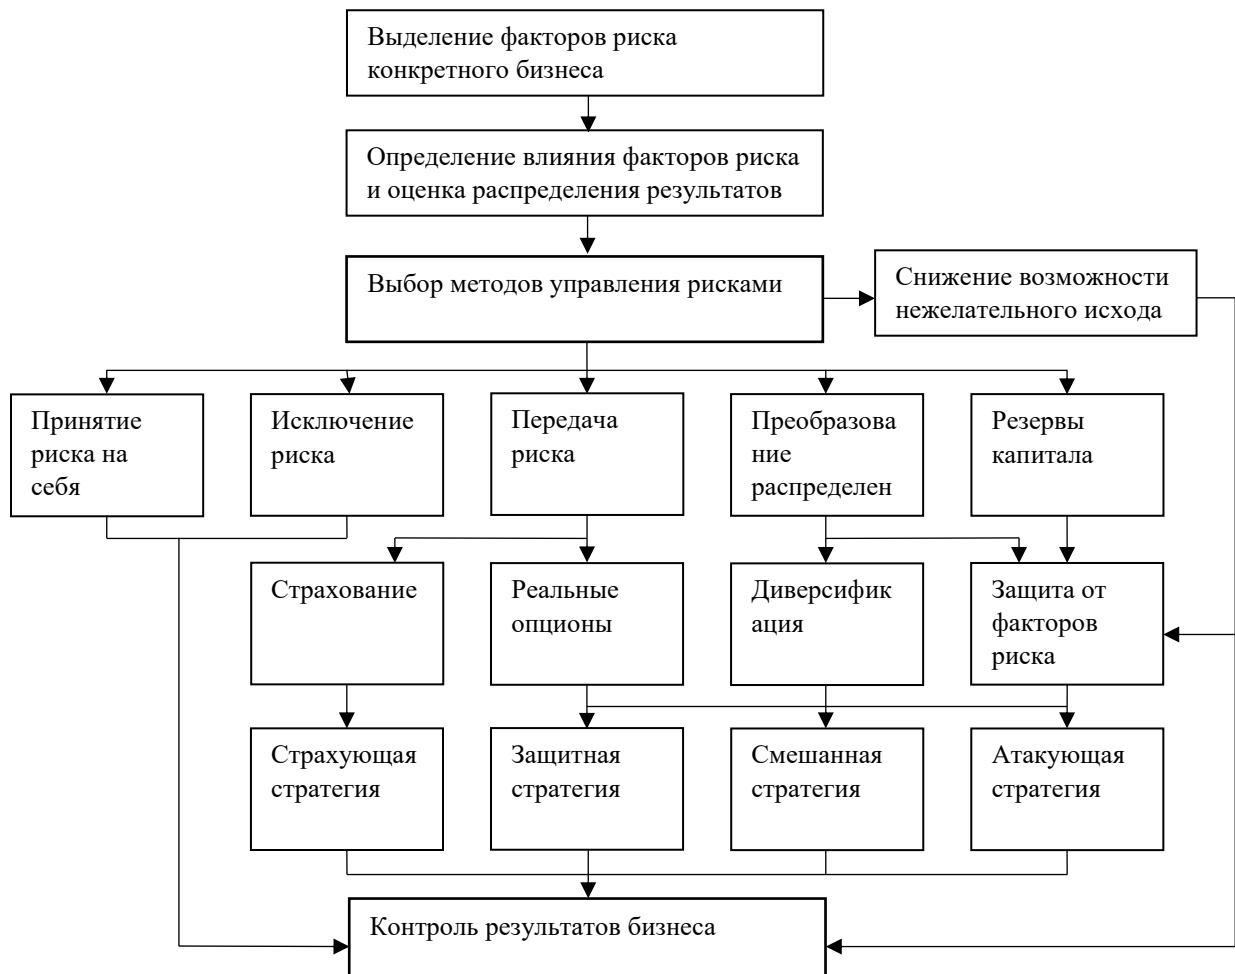 Выделение факторов риска
конкретного бизнеса
Определение влияния факторов риска
и оценка распределения результатов
Выбор методов управления рисками
Снижение возможности
нежелательного исхода
Принятие
риска на
себя
Исключение
риска
Передача
риска
Преобразова
ние
распределен
Резервы
капитала
Страхование
Реальные
опционы
Диверсифик
ация
Защита от
факторов
риска
Страхующая
стратегия
Защитная
стратегия
Смешанная
стратегия
Атакующая
стратегия
Контроль результатов бизнеса